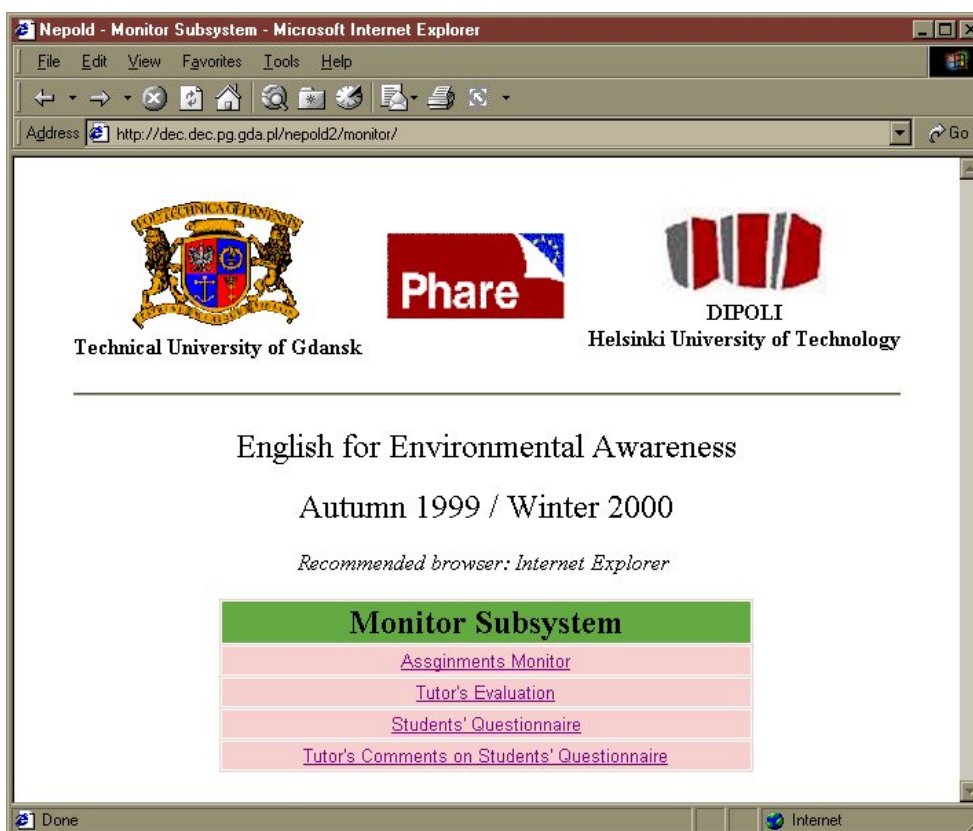 Nepold - Monitor Subsystem - Microsoft Internet Explorer
File Edit View Favorites Tools Help
Address http://dec.dec.pg.gda.pl/nepold2/monitor/ Go
Phare
DIPOLI
Technical University of Gdansk
Helsinki University of Technology
English for Environmental Awareness
Autumn 1999 / Winter 2000
Recommended browser: Internet Explorer
Monitor Subsystem
Assginments Monitor
Tutor's Evaluation
Students' Questionnaire
Tutor's Comments on Students' Questionnaire
Done Internet